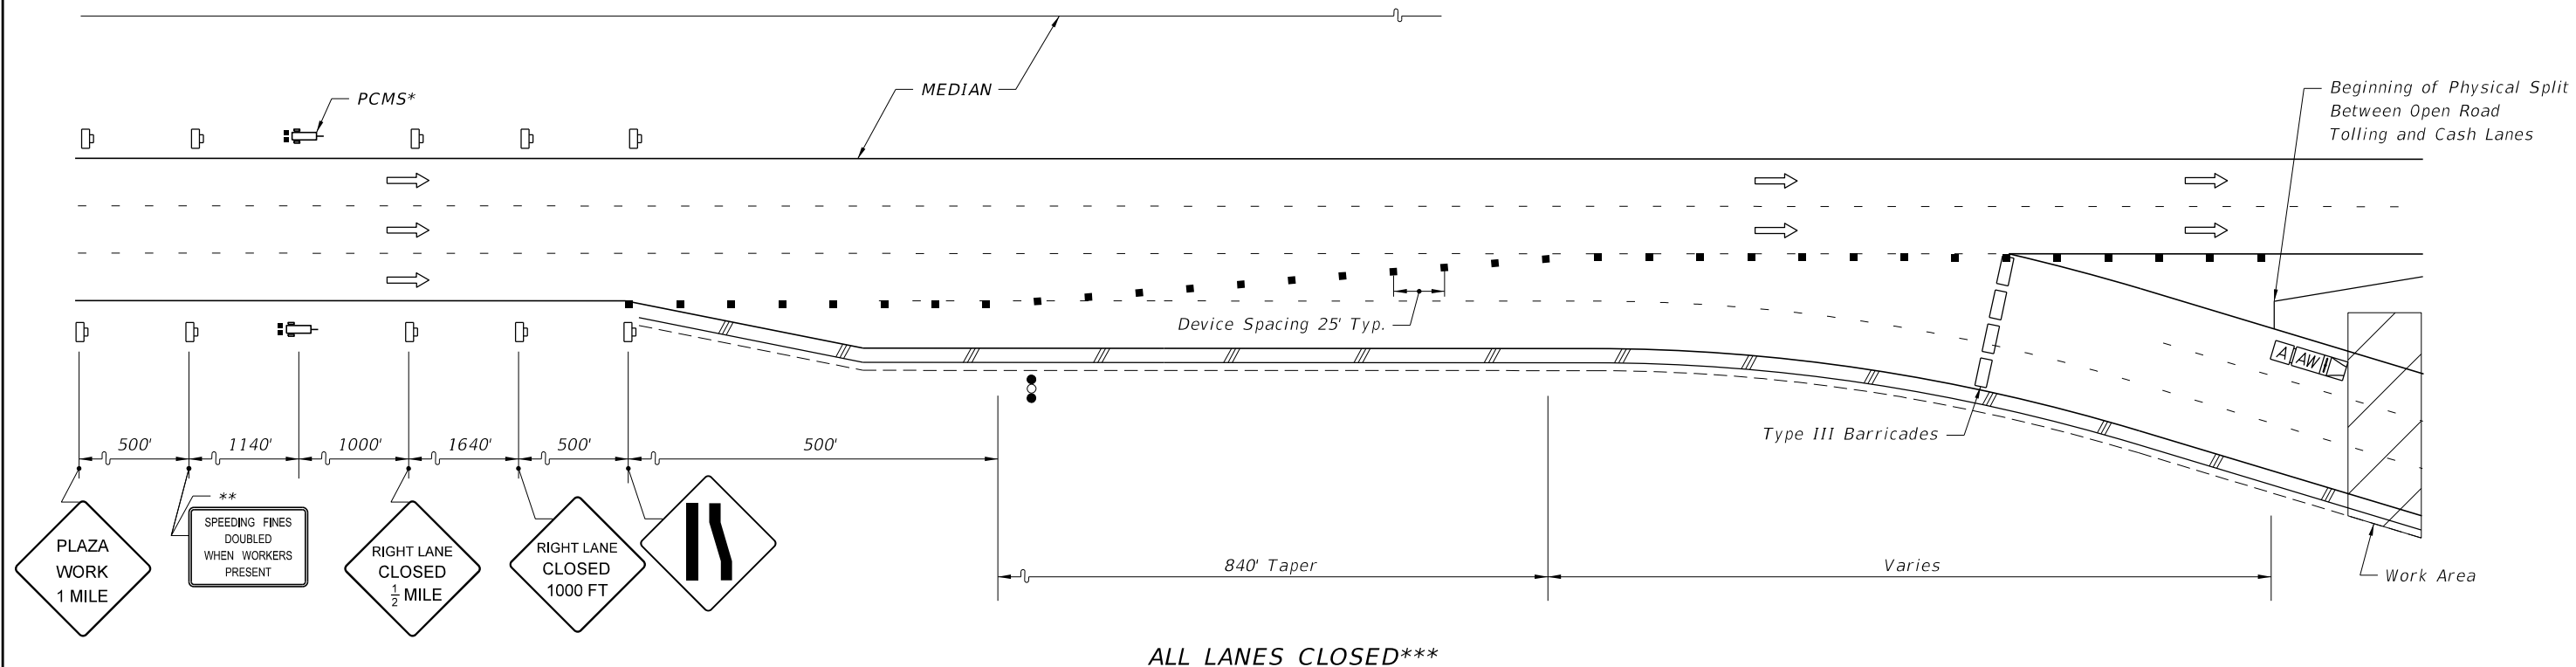 PCMS*
MEDIAN
Beginning of Physical Split
Between Open Road
Tolling and Cash Lanes
Device Spacing 25' Typ.
A
AW
Type III Barricades
500'
1140'
1000'
1640'
500'
500'
**
PLAZA
WORK
1 MILE
SPEEDING FINES
DOUBLED
WHEN WORKERS
PRESENT
RIGHT LANE
CLOSED
1/2 MILE
RIGHT LANE
CLOSED
1000 FT
840' Taper
Varies
Work Area
ALL LANES CLOSED***